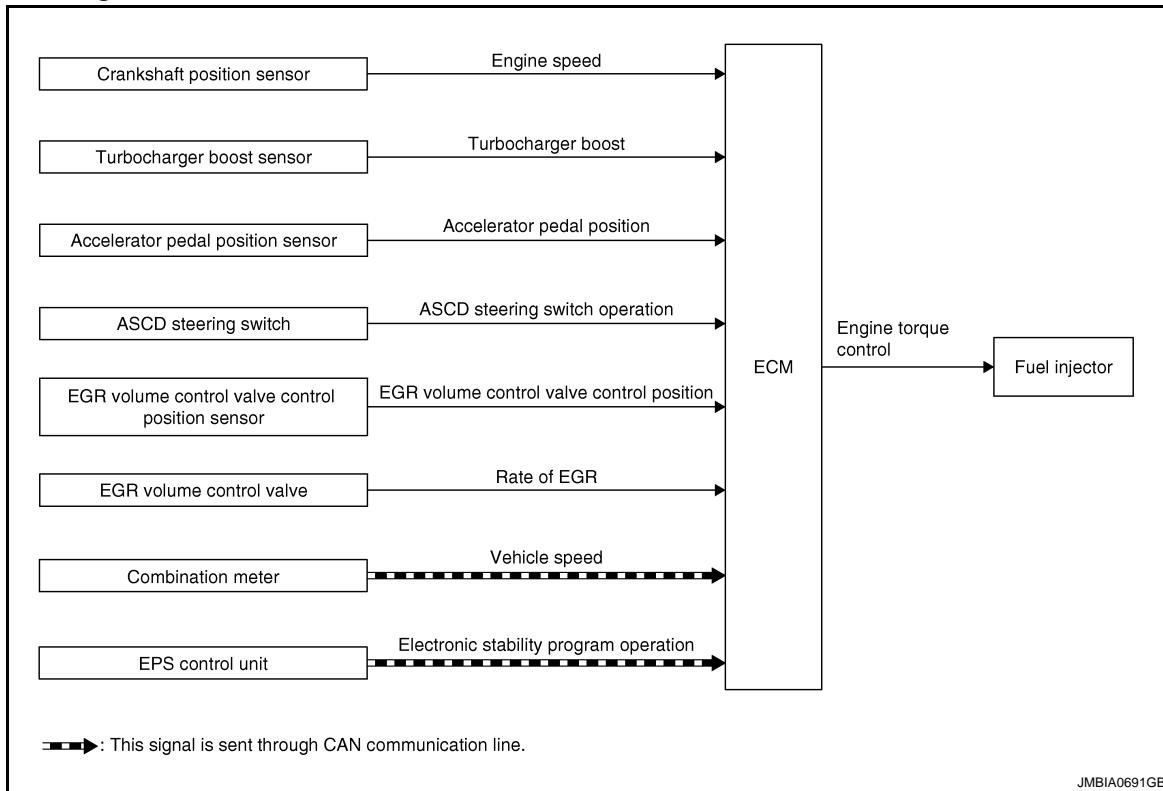 Crankshaft position sensor
Engine speed
Turbocharger boost sensor
Turbocharger boost
Accelerator pedal position sensor
Accelerator pedal position
ASCD steering switch
ASCD steering switch operation
EGR volume control valve control
position sensor
EGR volume control valve control position
EGR volume control valve
Rate of EGR
Combination meter
Vehicle speed
EPS control unit
Electronic stability program operation
ECM
Engine torque
control
Fuel injector
: This signal is sent through CAN communication line.
JMBIA0691GB